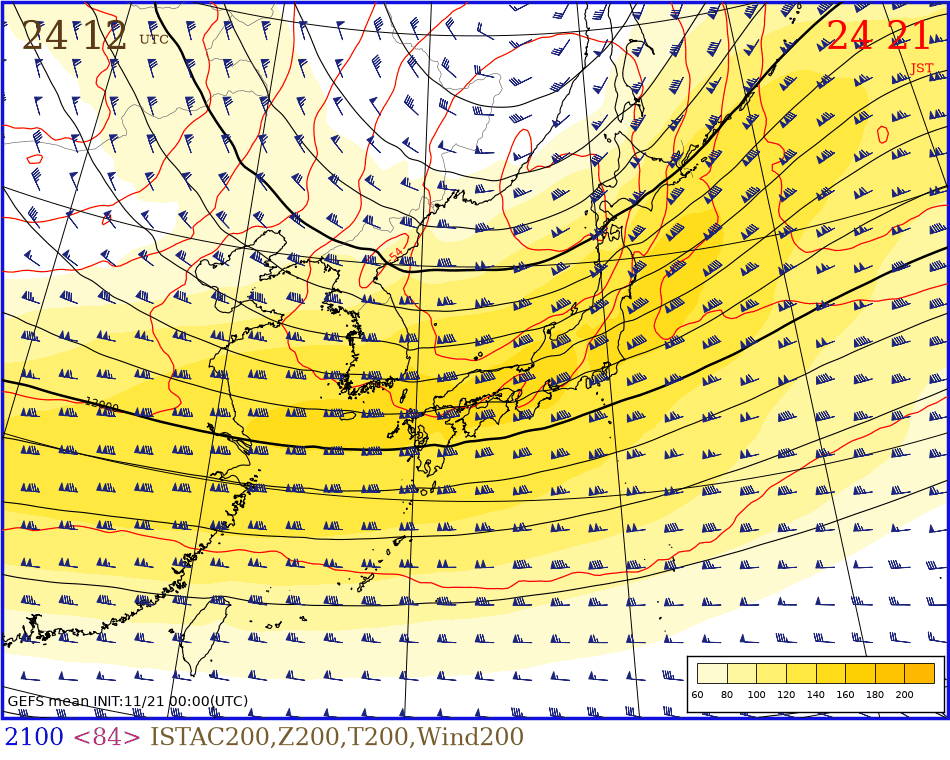 24 12 UTC
24 21 JST
-54
12000
60 80 100 120 140 160 180 200
GEFS mean INIT:11/21 00:00(UTC)
2100 <84> ISTAC200,Z200,T200,Wind200